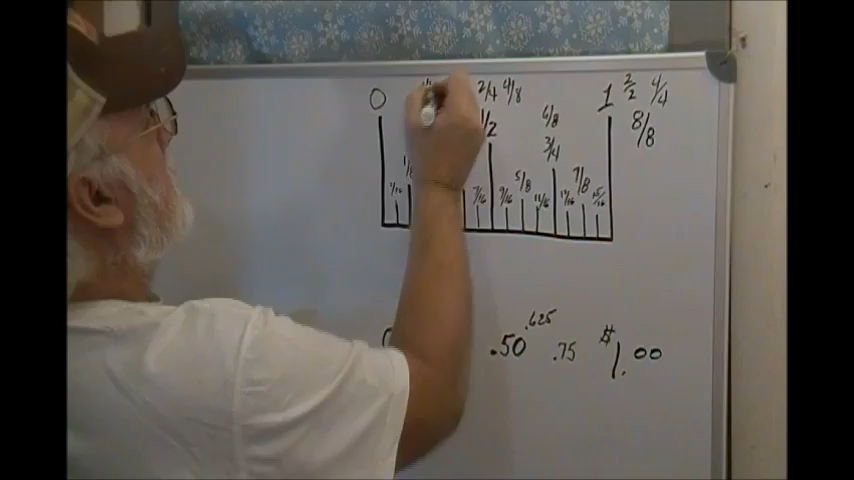 0 2/4 4/8 1 2/2 4/4
1/2 6/8 8/8
3/4
1/8 5/8 7/8
1/16 7/16 9/16 11/16 13/16 15/16
.625
.50 .75 $1.00